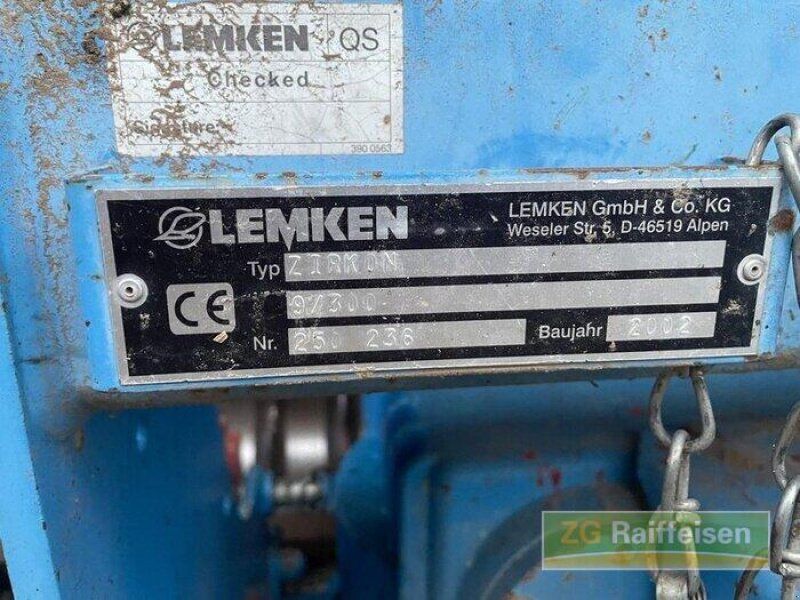 LEMKEN QS
Checked
Signature:
390 0563
LEMKEN
LEMKEN GmbH & Co. KG
Weseler Str. 5, D-46519 Alpen
Typ ZIRKON
CE 9/300
Nr. 250 236 Baujahr 2002
ZG Raiffeisen